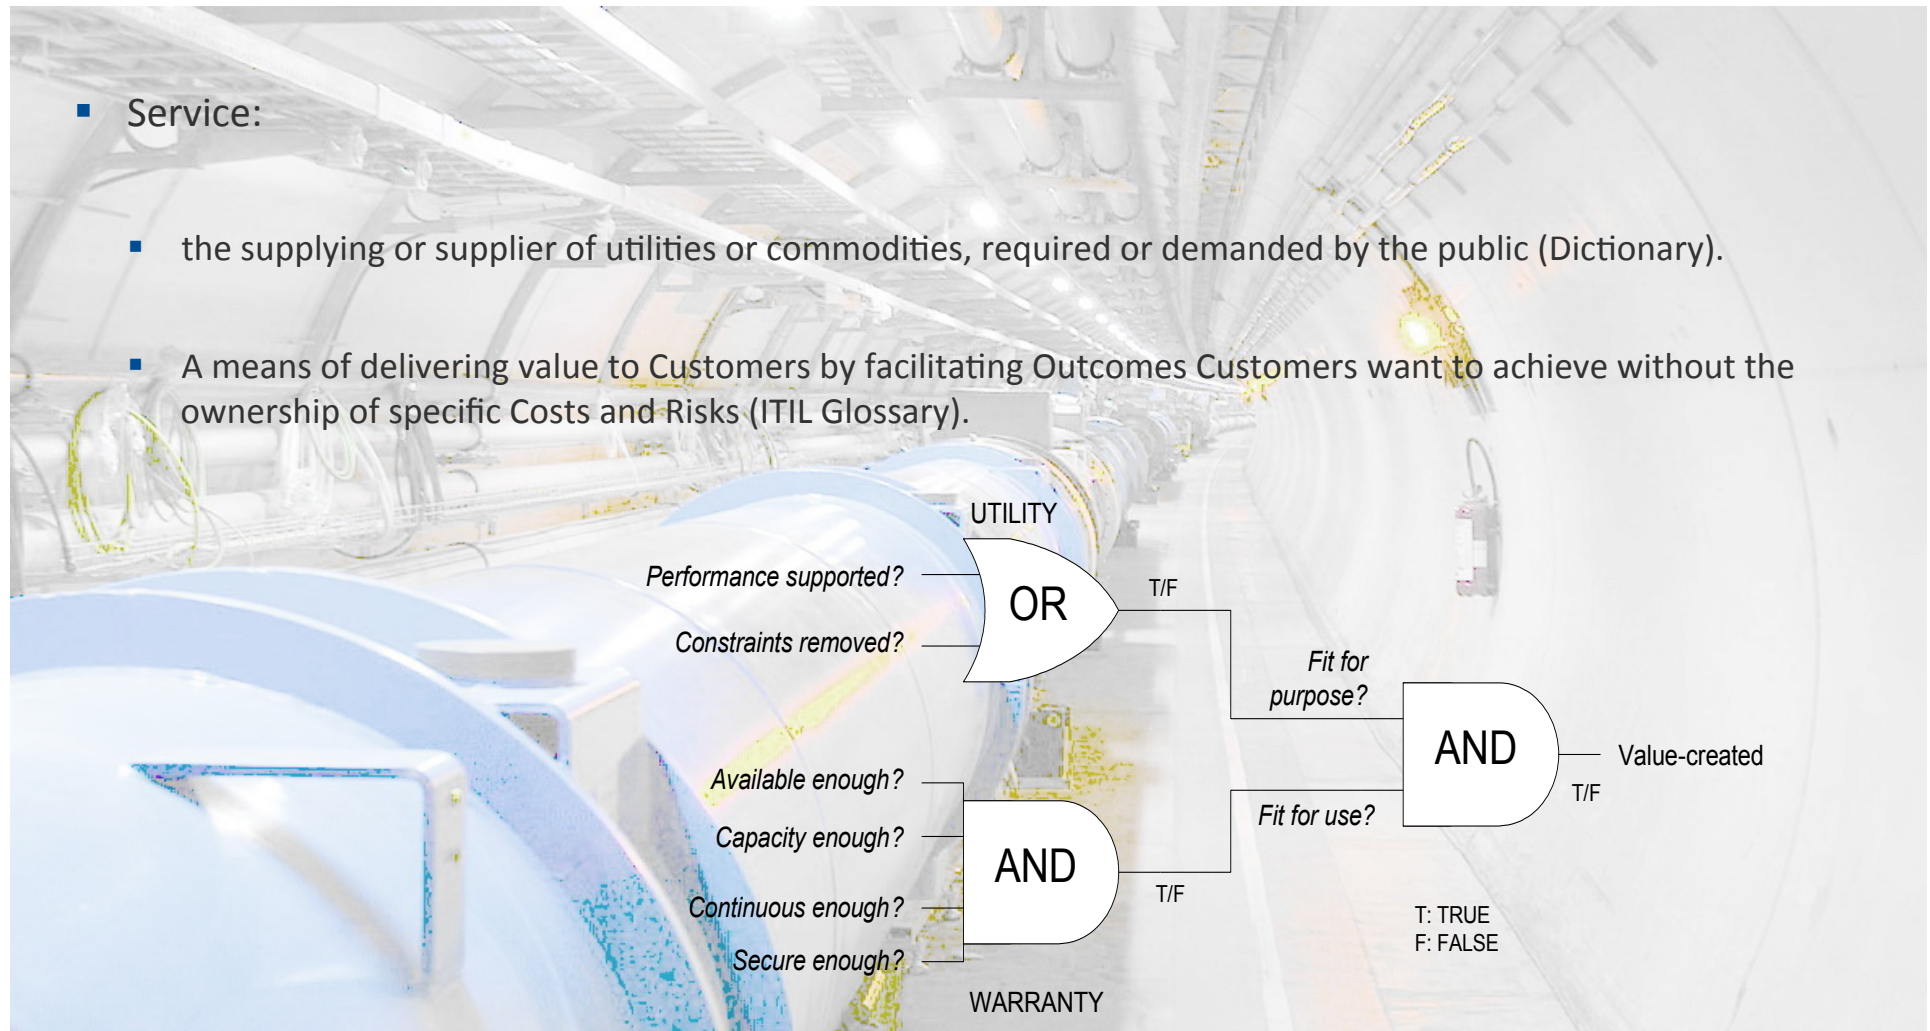 Service:
the supplying or supplier of utilities or commodities, required or demanded by the public (Dictionary).
A means of delivering value to Customers by facilitating Outcomes Customers want to achieve without the
ownership of specific Costs and Risks (ITIL Glossary).
UTILITY
Performance supported?
OR
T/F
Constraints removed?
Fit for
purpose?
AND
Value-created
T/F
Available enough?
Fit for use?
Capacity enough?
AND
T/F
Continuous enough?
Secure enough?
T: TRUE
F: FALSE
WARRANTY